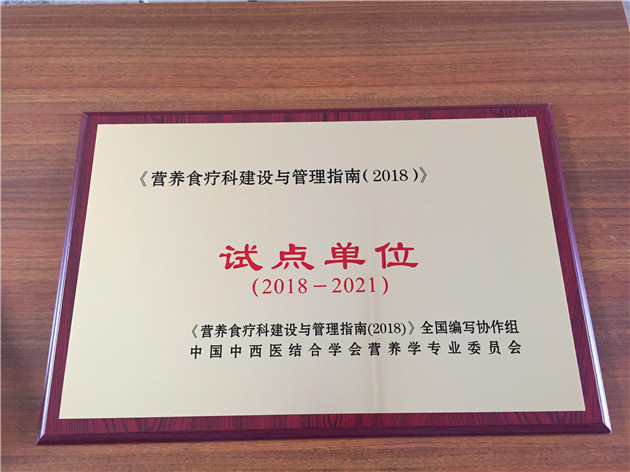 《营养食疗科建设与管理指南(2018)》
试点单位
(2018-2021)
《营养食疗科建设与管理指南(2018)》全国编写协作组
中国中西医结合学会营养学专业委员会